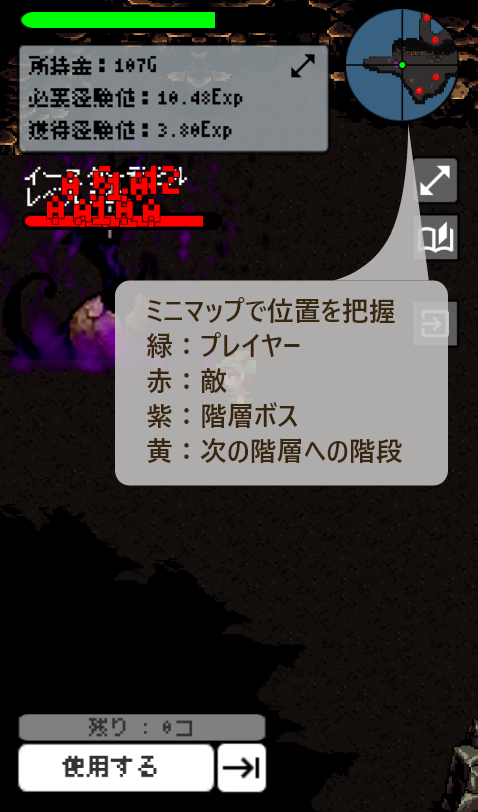 所持金：107G
必要経験値：10.48Exp
獲得経験値：3.80Exp
ミニマップで位置を把握
緑：プレイヤー
赤：敵
紫：階層ボス
黄：次の階層への階段
残り：0コ
使用する